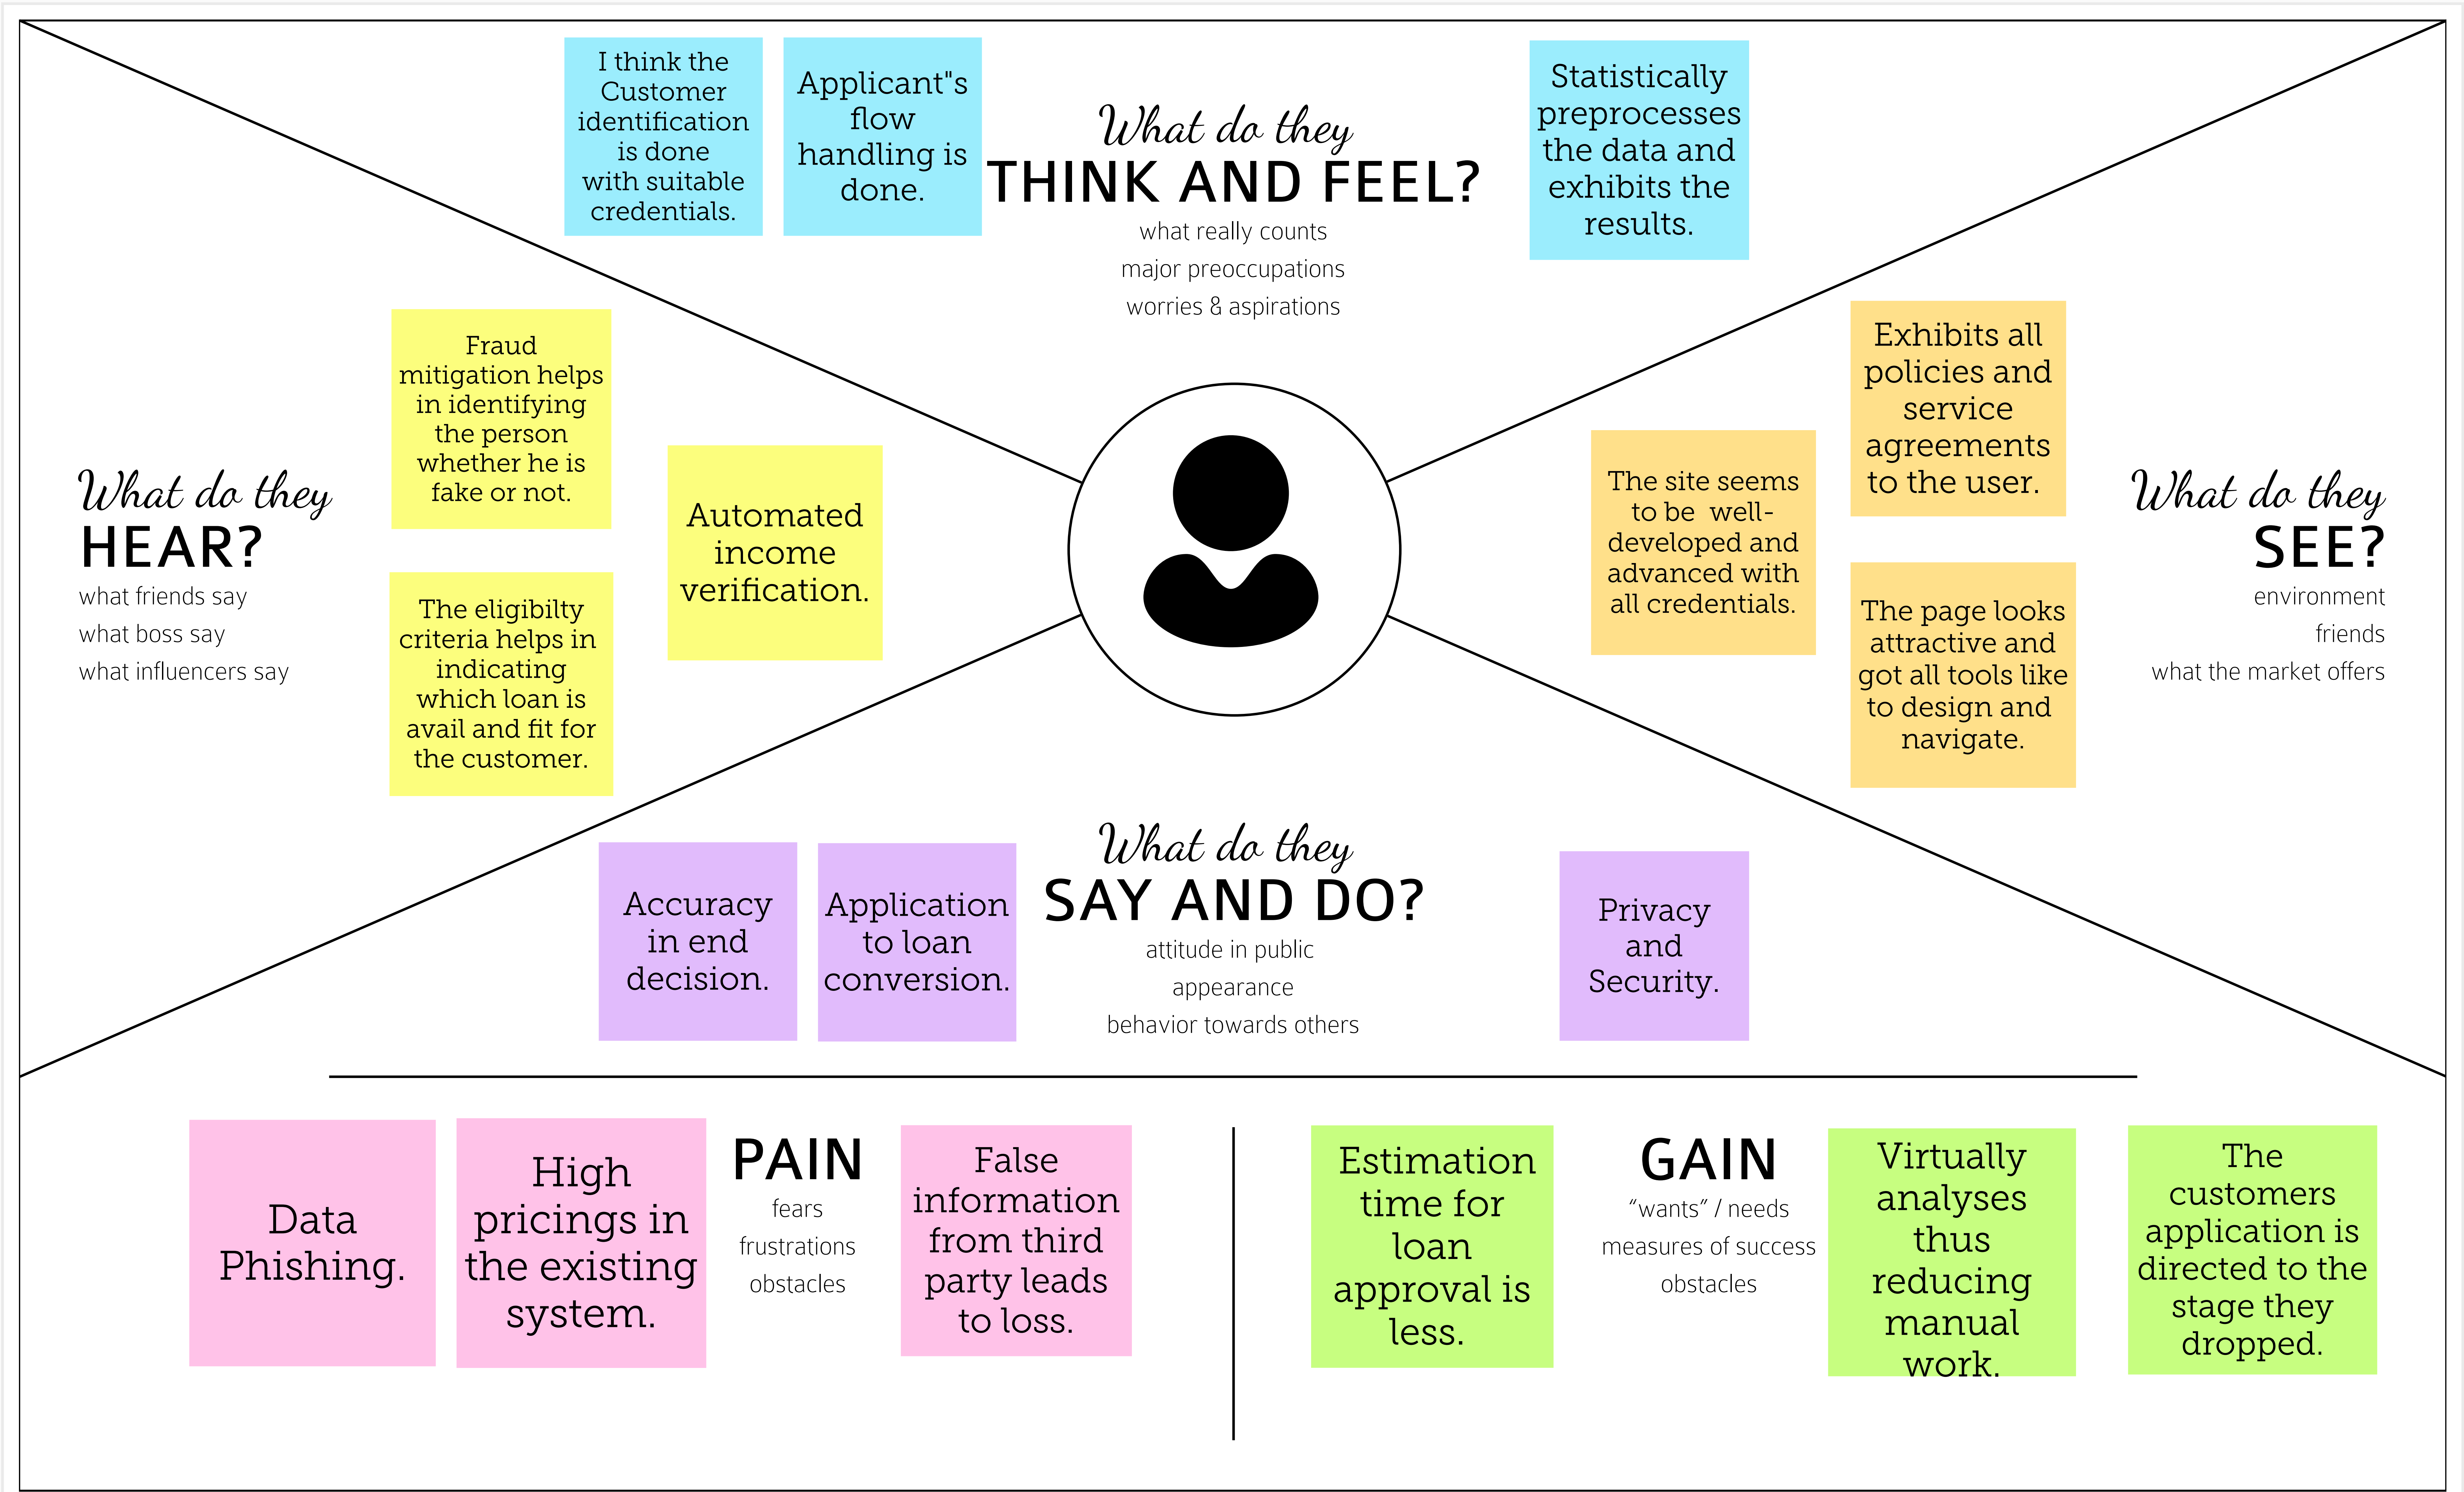 I think the
Customer
identification
is done
with suitable
credentials.
Applicant"s
flow
handling is
done.
What do they
THINK AND FEEL?
what really counts
major preoccupations
worries & aspirations
Statistically
preprocesses
the data and
exhibits the
results.
What do they
HEAR?
what friends say
what boss say
what influencers say
Fraud
mitigation helps
in identifying
the person
whether he is
fake or not.
Automated
income
verification.
The eligibilty
criteria helps in
indicating
which loan is
avail and fit for
the customer.
The site seems
to be  well-
developed and
advanced with
all credentials.
Exhibits all
policies and
service
agreements
to the user.
The page looks
attractive and
got all tools like
to design and
navigate.
What do they
SEE?
environment
friends
what the market offers
Accuracy
in end
decision.
Application
to loan
conversion.
What do they
SAY AND DO?
attitude in public
appearance
behavior towards others
Privacy
and
Security.
Data
Phishing.
High
pricings in
the existing
system.
PAIN
fears
frustrations
obstacles
False
information
from third
party leads
to loss.
Estimation
time for
loan
approval is
less.
GAIN
“wants” / needs
measures of success
obstacles
Virtually
analyses
thus
reducing
manual
work.
The
customers
application is
directed to the
stage they
dropped.